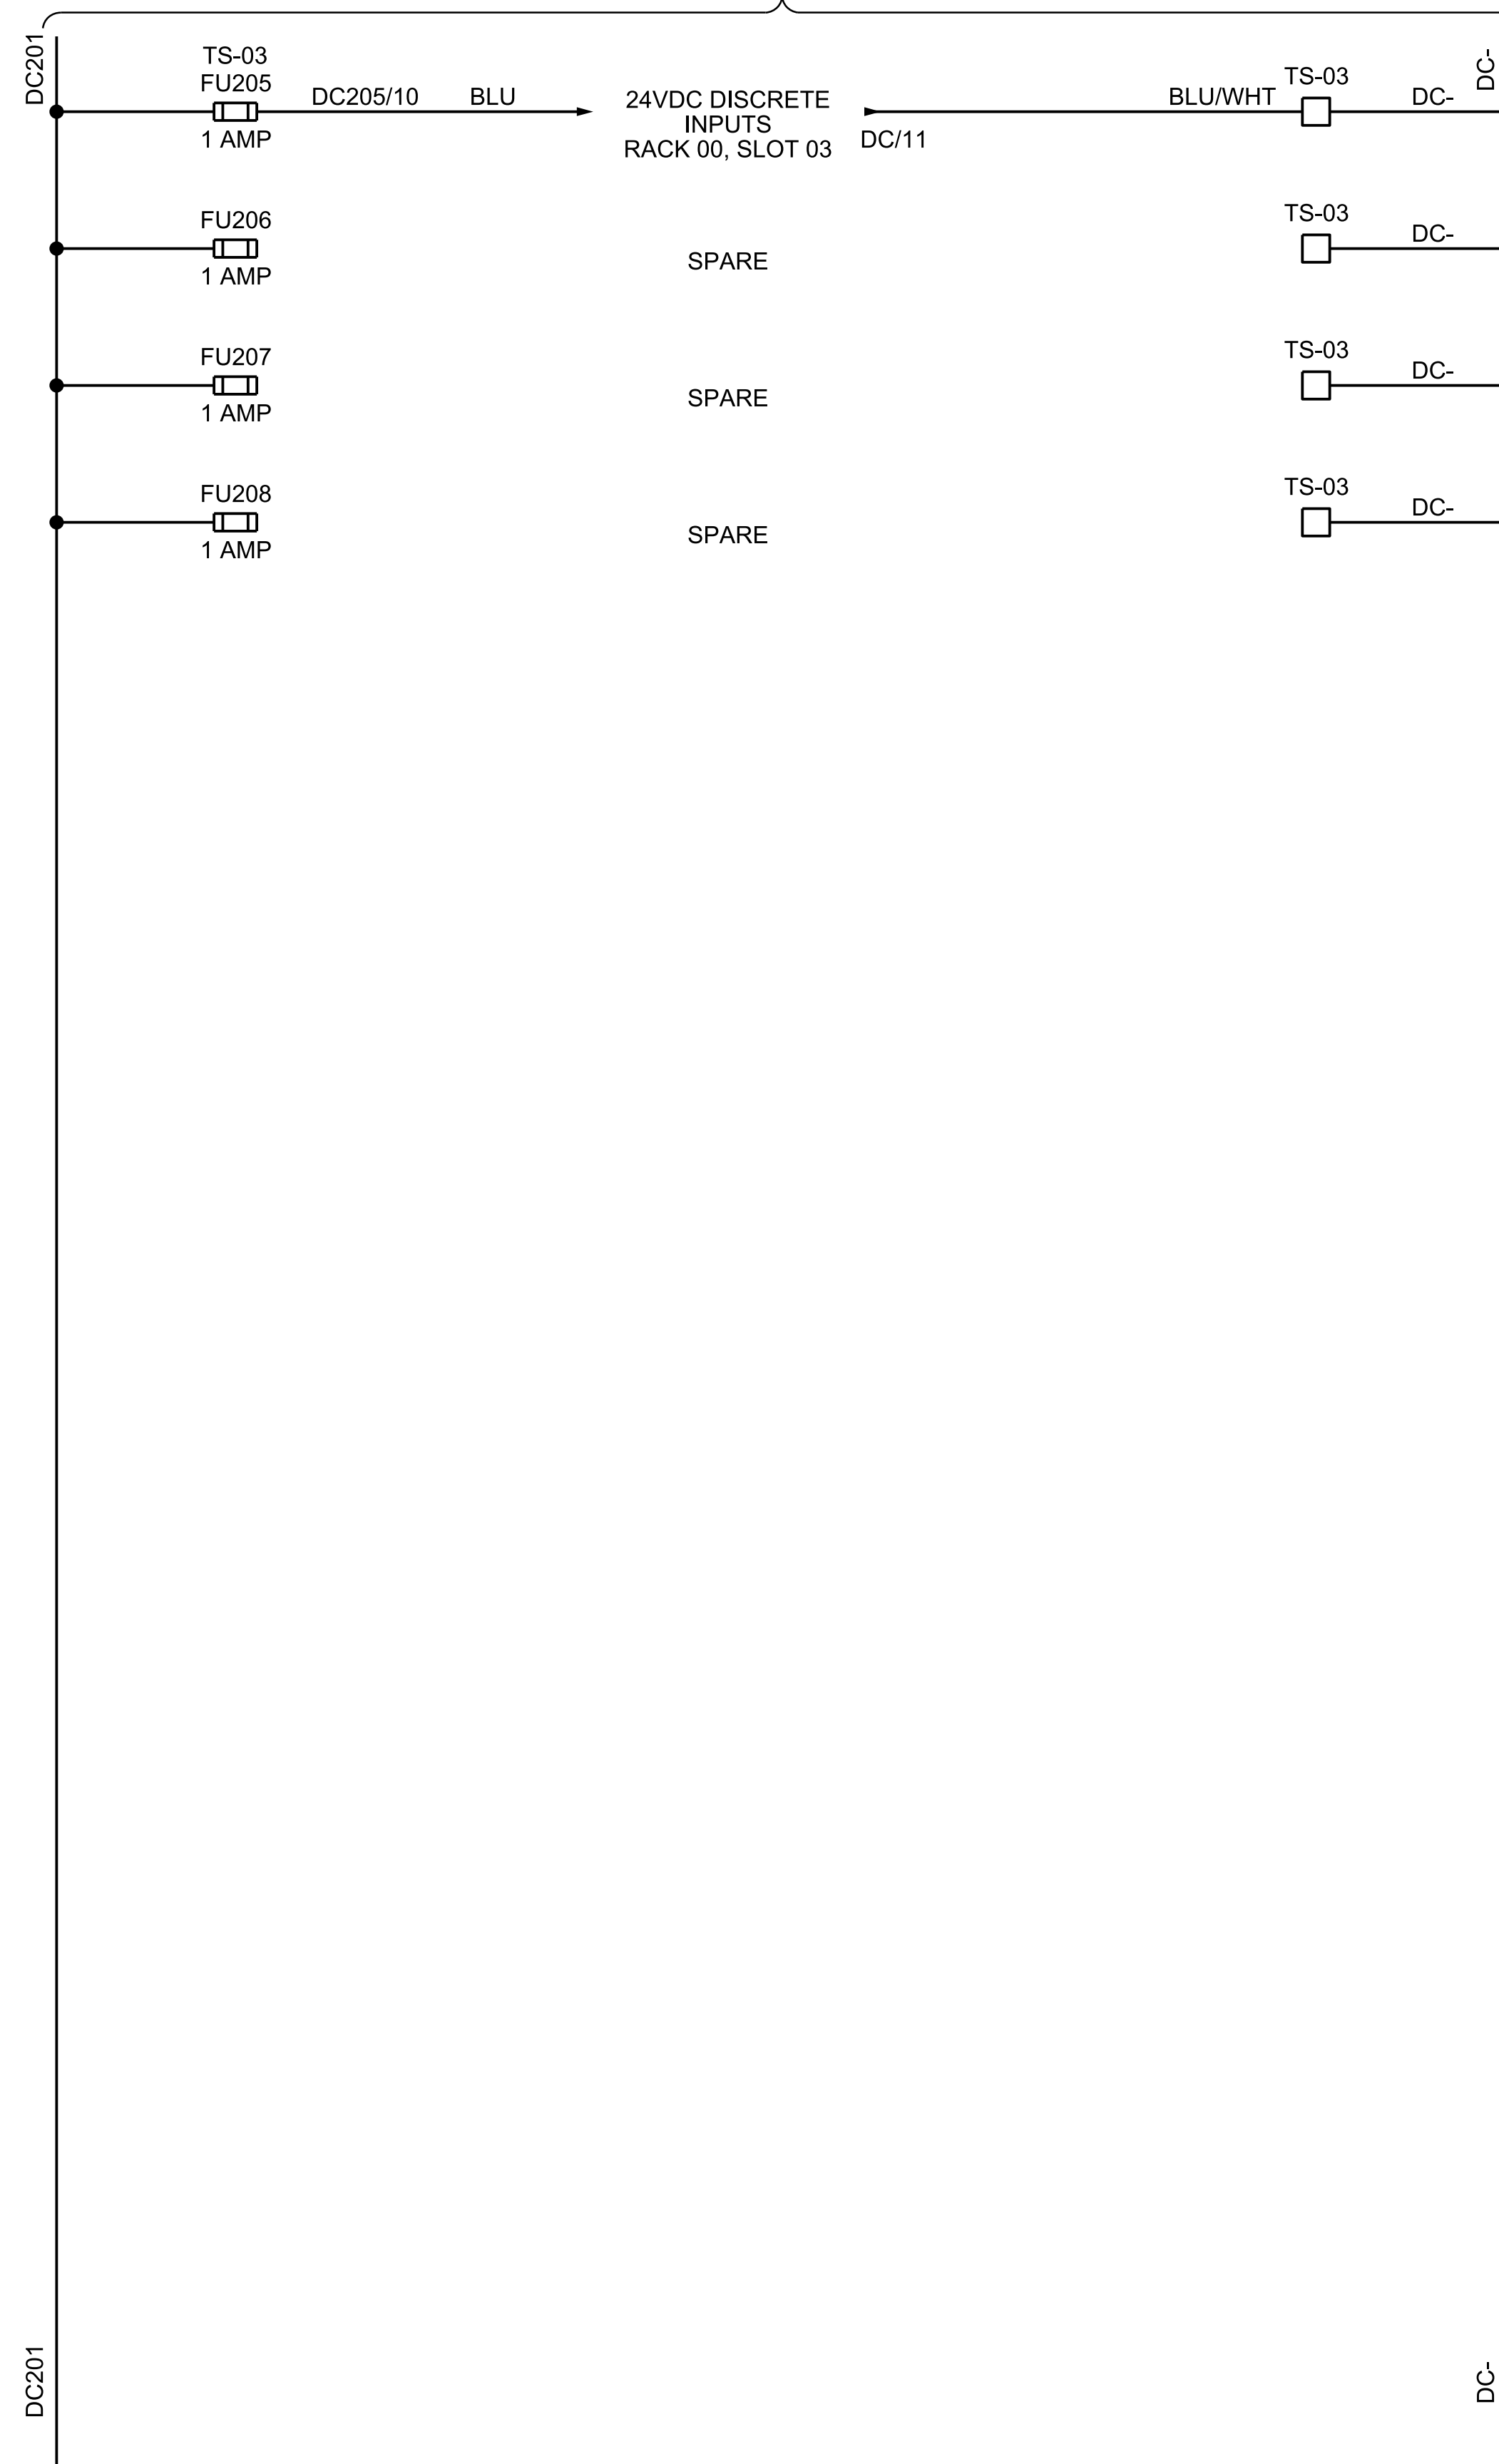 DC201
TS-03
FU205
1 AMP
DC205/10
BLU
24VDC DISCRETE
INPUTS
RACK 00, SLOT 03
DC/11
BLU/WHT
TS-03
DC-
DC-
FU206
1 AMP
SPARE
TS-03
DC-
FU207
1 AMP
SPARE
TS-03
DC-
FU208
1 AMP
SPARE
TS-03
DC-
DC201
DC-